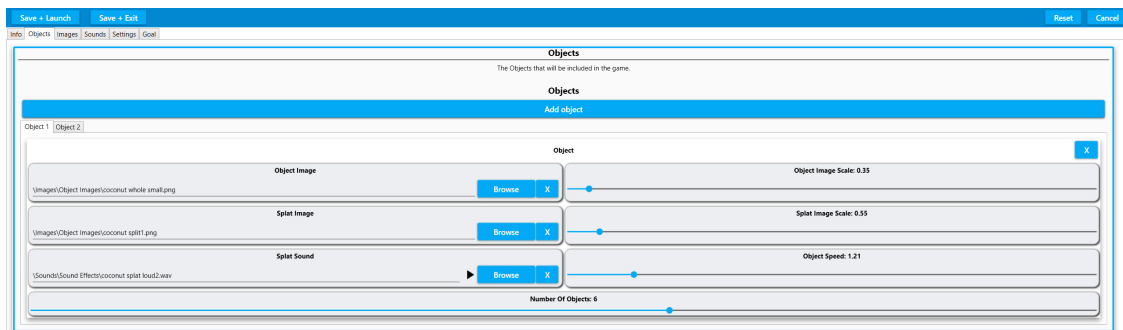 Save + Launch Save + Exit Reset Cancel
Info Objects Images Sounds Settings Goal
Objects
The Objects that will be included in the game.
Objects
Add object
Object 1 Object 2
Object X
Object Image Object Image Scale: 0.35
\Images\Object Images\coconut whole small.png Browse X
Splat Image Splat Image Scale: 0.55
\Images\Object Images\coconut split1.png Browse X
Splat Sound Object Speed: 1.21
\Sounds\Sound Effects\coconut splat loud2.wav Browse X
Number Of Objects: 6